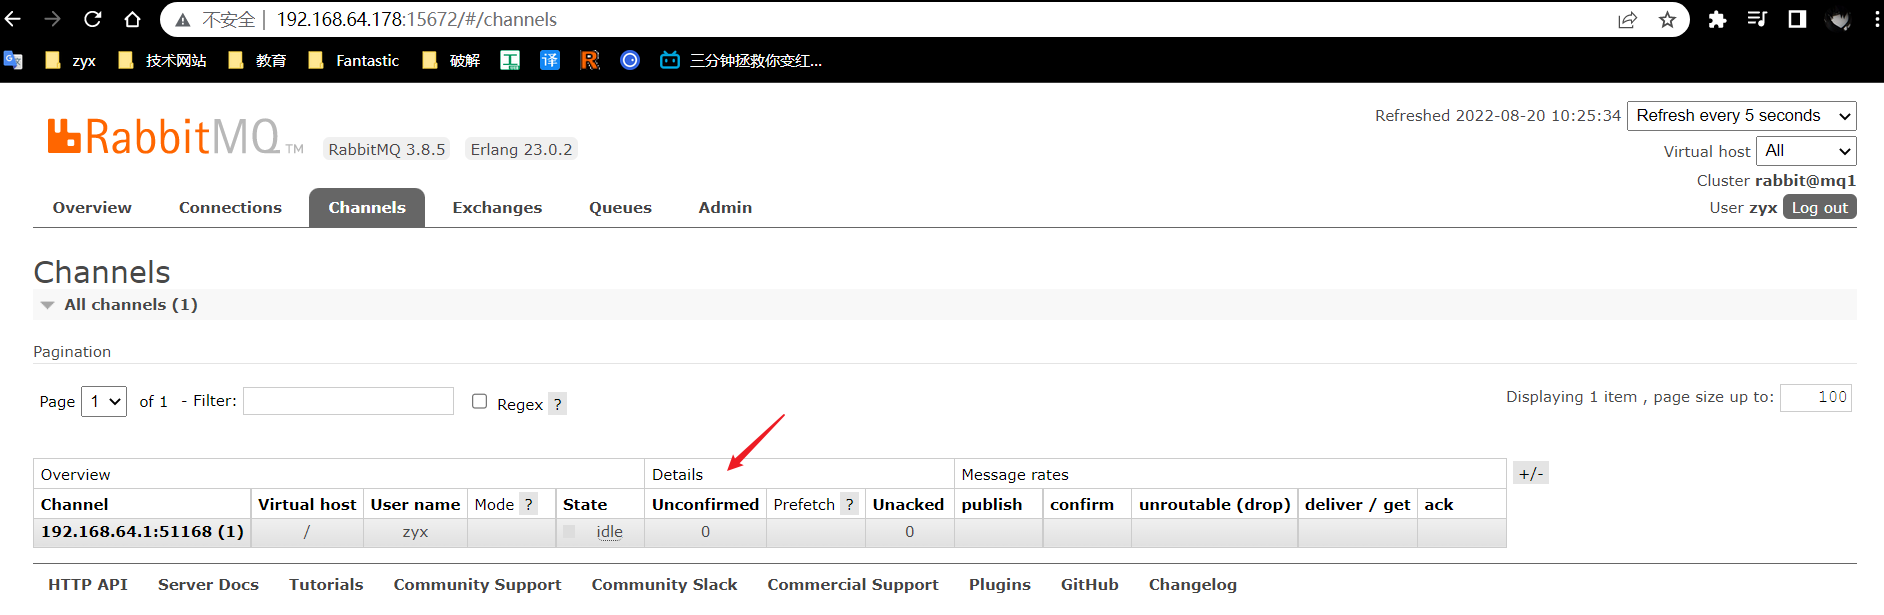 不安全 192.168.64.178:15672/#/channels
zyx 技术网站 教育 Fantastic 破解 工 译 R 三分钟拯救你变红...
Refreshed 2022-08-20 10:25:34 Refresh every 5 seconds
RabbitMQ TM RabbitMQ 3.8.5 Erlang 23.0.2
Virtual host All
Cluster rabbit@mq1
User zyx Log out
Overview Connections Channels Exchanges Queues Admin
Channels
All channels (1)
Pagination
Page 1 of 1 - Filter: Regex ?
Displaying 1 item , page size up to: 100
Overview Details Message rates +/-
Channel Virtual host User name Mode ? State Unconfirmed Prefetch ? Unacked publish confirm unroutable (drop) deliver / get ack
192.168.64.1:51168 (1) / zyx idle 0 0
HTTP API Server Docs Tutorials Community Support Community Slack Commercial Support Plugins GitHub Changelog